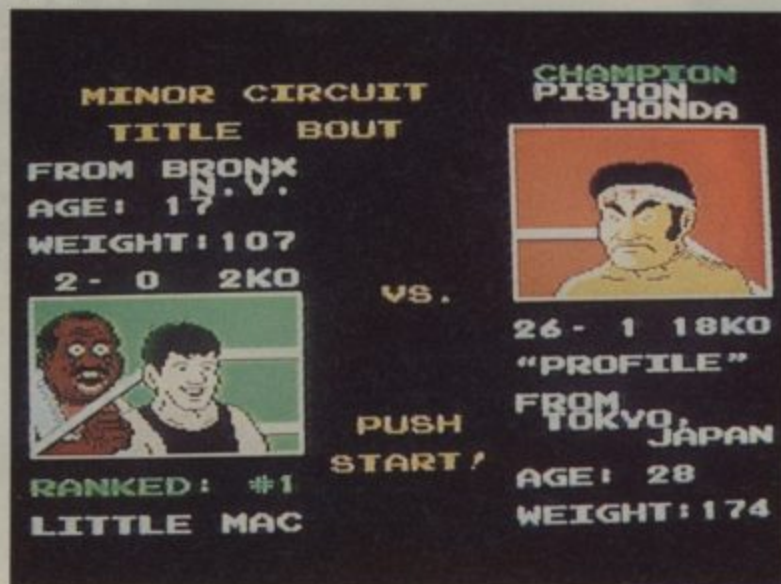 MINOR CIRCUIT
TITLE BOUT
FROM BRONX
N.Y.
AGE: 17
WEIGHT:107
2- 0 2KO
RANKED: #1
LITTLE MAC
VS.
PUSH
START!
CHAMPION
PISTON
HONDA
26- 1 18KO
“PROFILE”
FROM
TOKYO,
JAPAN
AGE: 28
WEIGHT:174